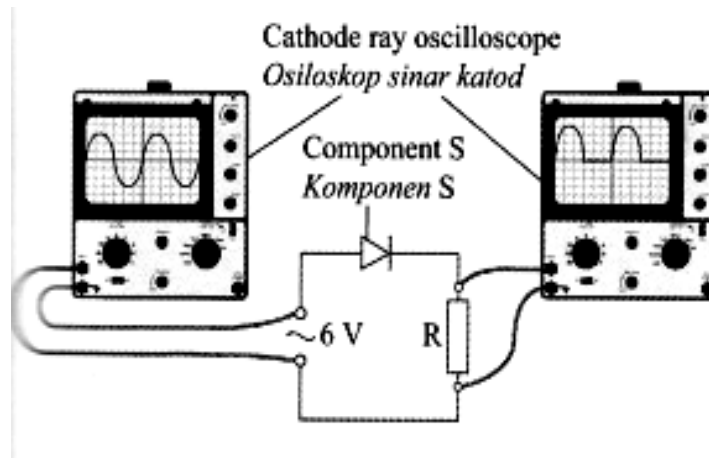 Cathode ray oscilloscope
Osiloskop sinar katod
Component S
Komponen S
~ 6 V
R